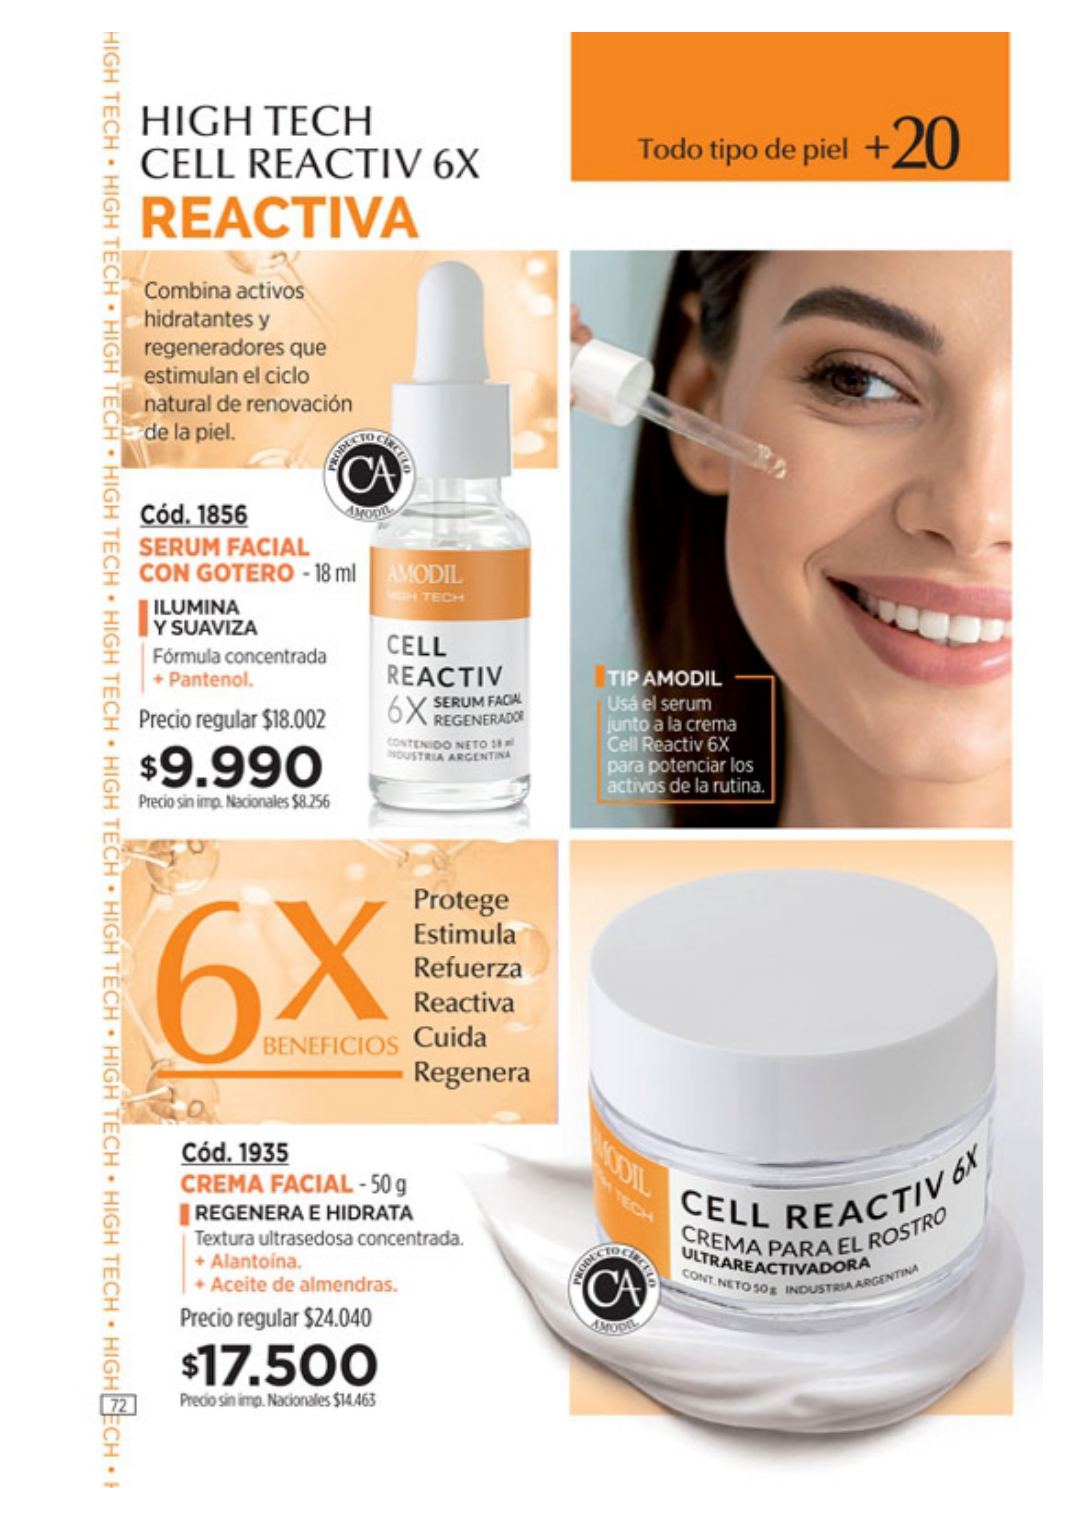 HIGH TECH • HIGH TECH • HIGH TECH • HIGH TECH • HIGH TECH • HIGH TECH • HIGH TECH • HIGH TECH • HIGH TECH • HIGH TECH •
HIGH TECH
CELL REACTIV 6X
REACTIVA
Todo tipo de piel +20
Combina activos
hidratantes y
regeneradores que
estimulan el ciclo
natural de renovación
de la piel.
PRODUCTO CÍRCULO
CA
AMODIL
Cód. 1856
SERUM FACIAL
CON GOTERO - 18 ml
ILUMINA
Y SUAVIZA
Fórmula concentrada
+ Pantenol.
Precio regular $18.002
$9.990
Precio sin imp. Nacionales $8.256
AMODIL
HIGH TECH
CELL
REACTIV
6X SERUM FACIAL
REGENERADOR
CONTENIDO NETO 18 ml
INDUSTRIA ARGENTINA
TIP AMODIL
Usá el serum
junto a la crema
Cell Reactiv 6X
para potenciar los
activos de la rutina.
6X
BENEFICIOS
Protege
Estimula
Refuerza
Reactiva
Cuida
Regenera
Cód. 1935
CREMA FACIAL - 50 g
REGENERA E HIDRATA
Textura ultrasedosa concentrada.
+ Alantoína.
+ Aceite de almendras.
Precio regular $24.040
$17.500
Precio sin imp. Nacionales $14.463
AMODIL
HIGH TECH
CELL REACTIV 6X
CREMA PARA EL ROSTRO
ULTRAREACTIVADORA
CONT. NETO 50 g INDUSTRIA ARGENTINA
PRODUCTO CÍRCULO
CA
AMODIL
72